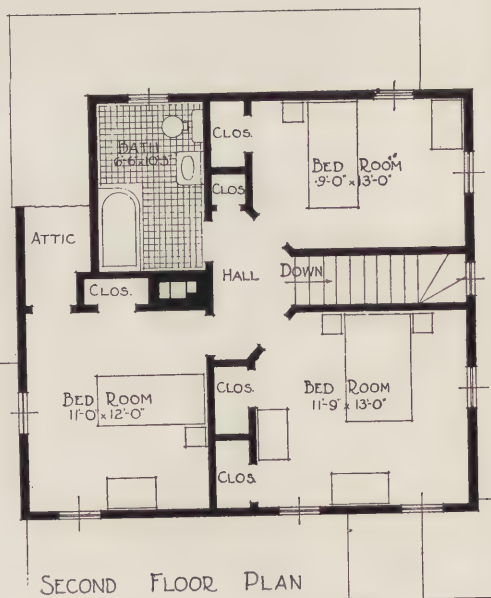 BATH
6'-6" x 10'-3"
CLOS.
BED ROOM
9'-0" x 13'-0"
CLOS.
ATTIC
HALL
DOWN
CLOS.
BED ROOM
11'-0" x 12'-0"
CLOS.
BED ROOM
11'-9" x 13'-0"
CLOS.
SECOND FLOOR PLAN